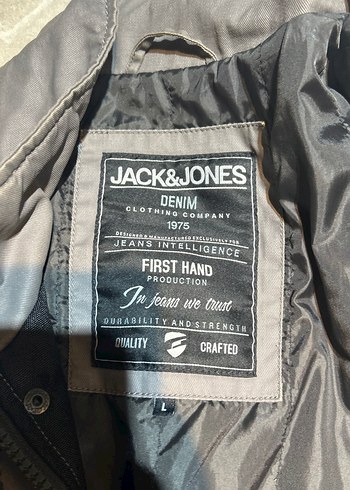 JACK&JONES
DENIM
CLOTHING COMPANY
1975
DESIGNED & MANUFACTURED EXCLUSIVELY FOR
JEANS INTELLIGENCE
FIRST HAND
PRODUCTION
In jeans we trust
DURABILITY AND STRENGTH
QUALITY CRAFTED
L